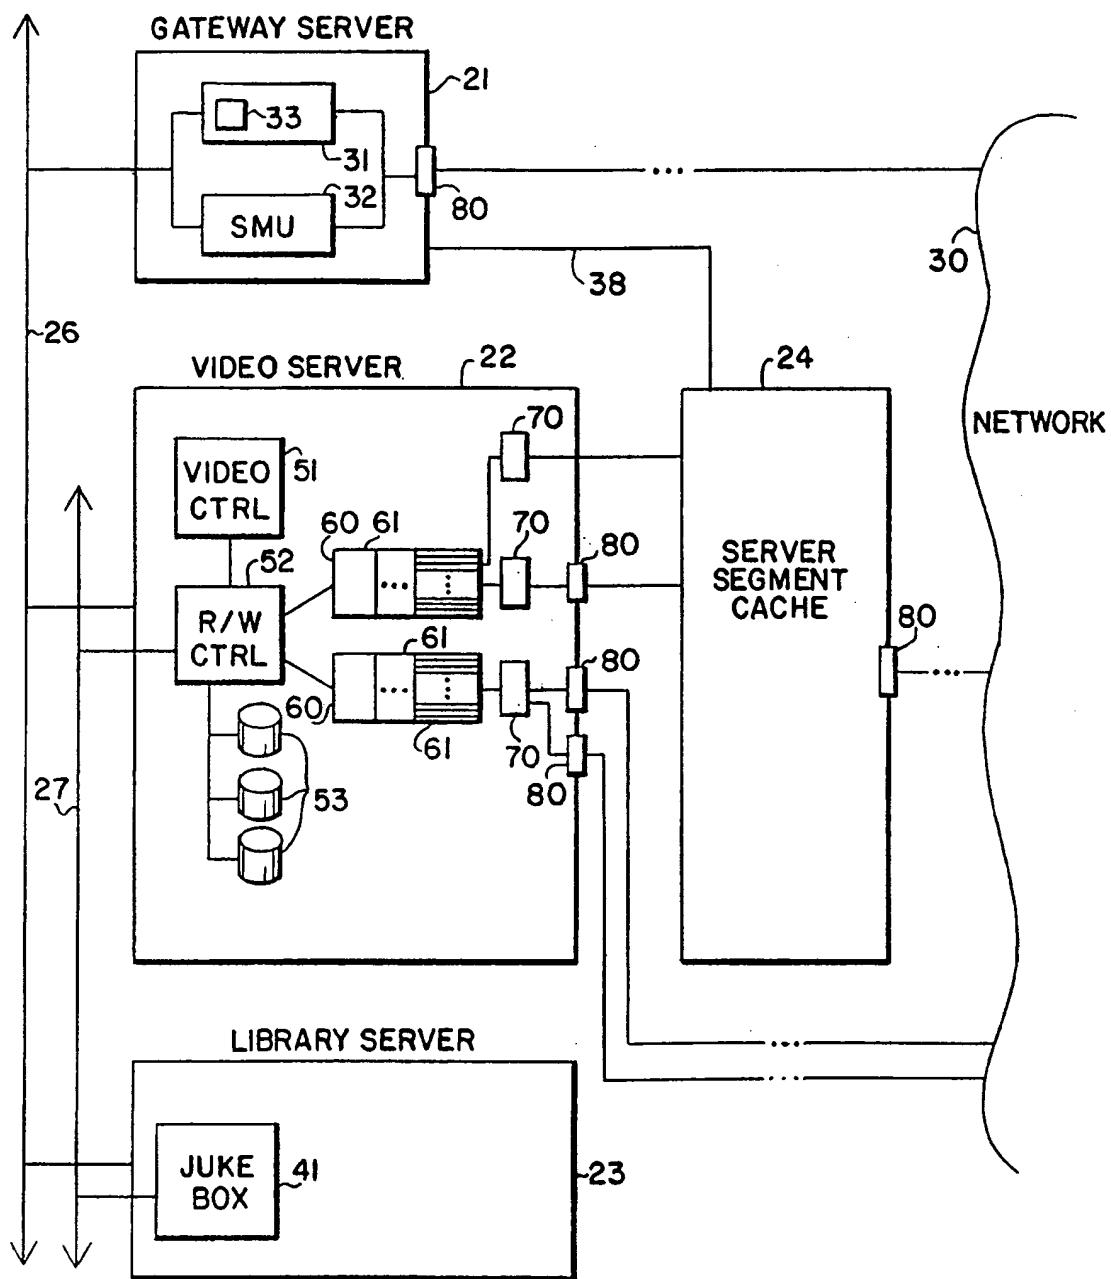 GATEWAY SERVER
21
33
31
32
SMU
80
38
30
26
VIDEO SERVER
22
24
70
NETWORK
VIDEO
CTRL
51
60
61
70
80
52
SERVER
SEGMENT
CACHE
R/W
CTRL
61
80
80
60
61
70
80
27
53
LIBRARY SERVER
JUKE
BOX
41
23